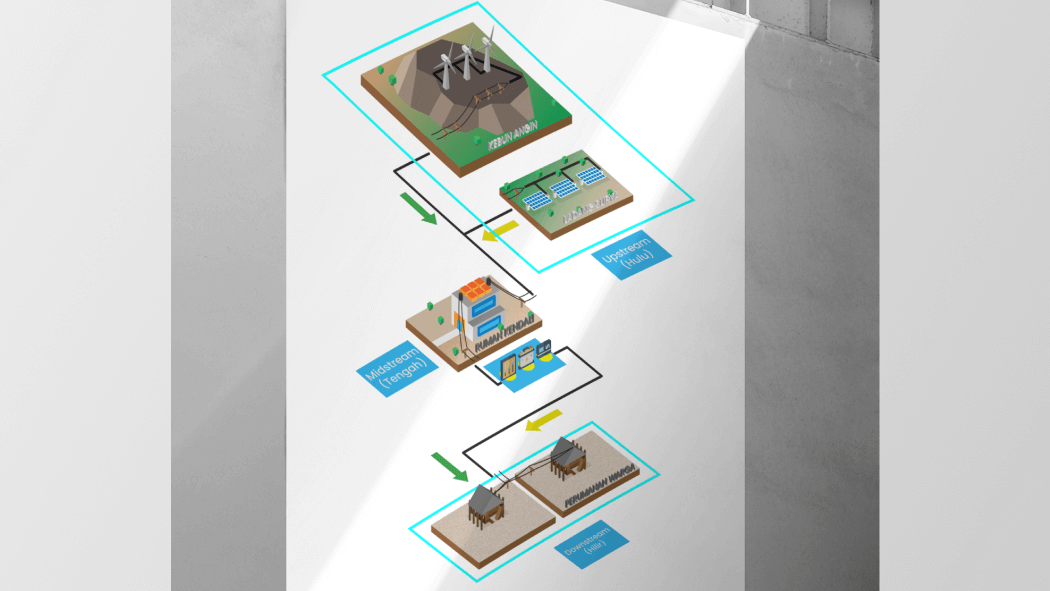 KEBUN ANGIN
Upstream
(Hulu)
RUMAH KENDALI
Midstream
(Tengah)
PERUMAHAN WARGA
Downstream
(Hilir)